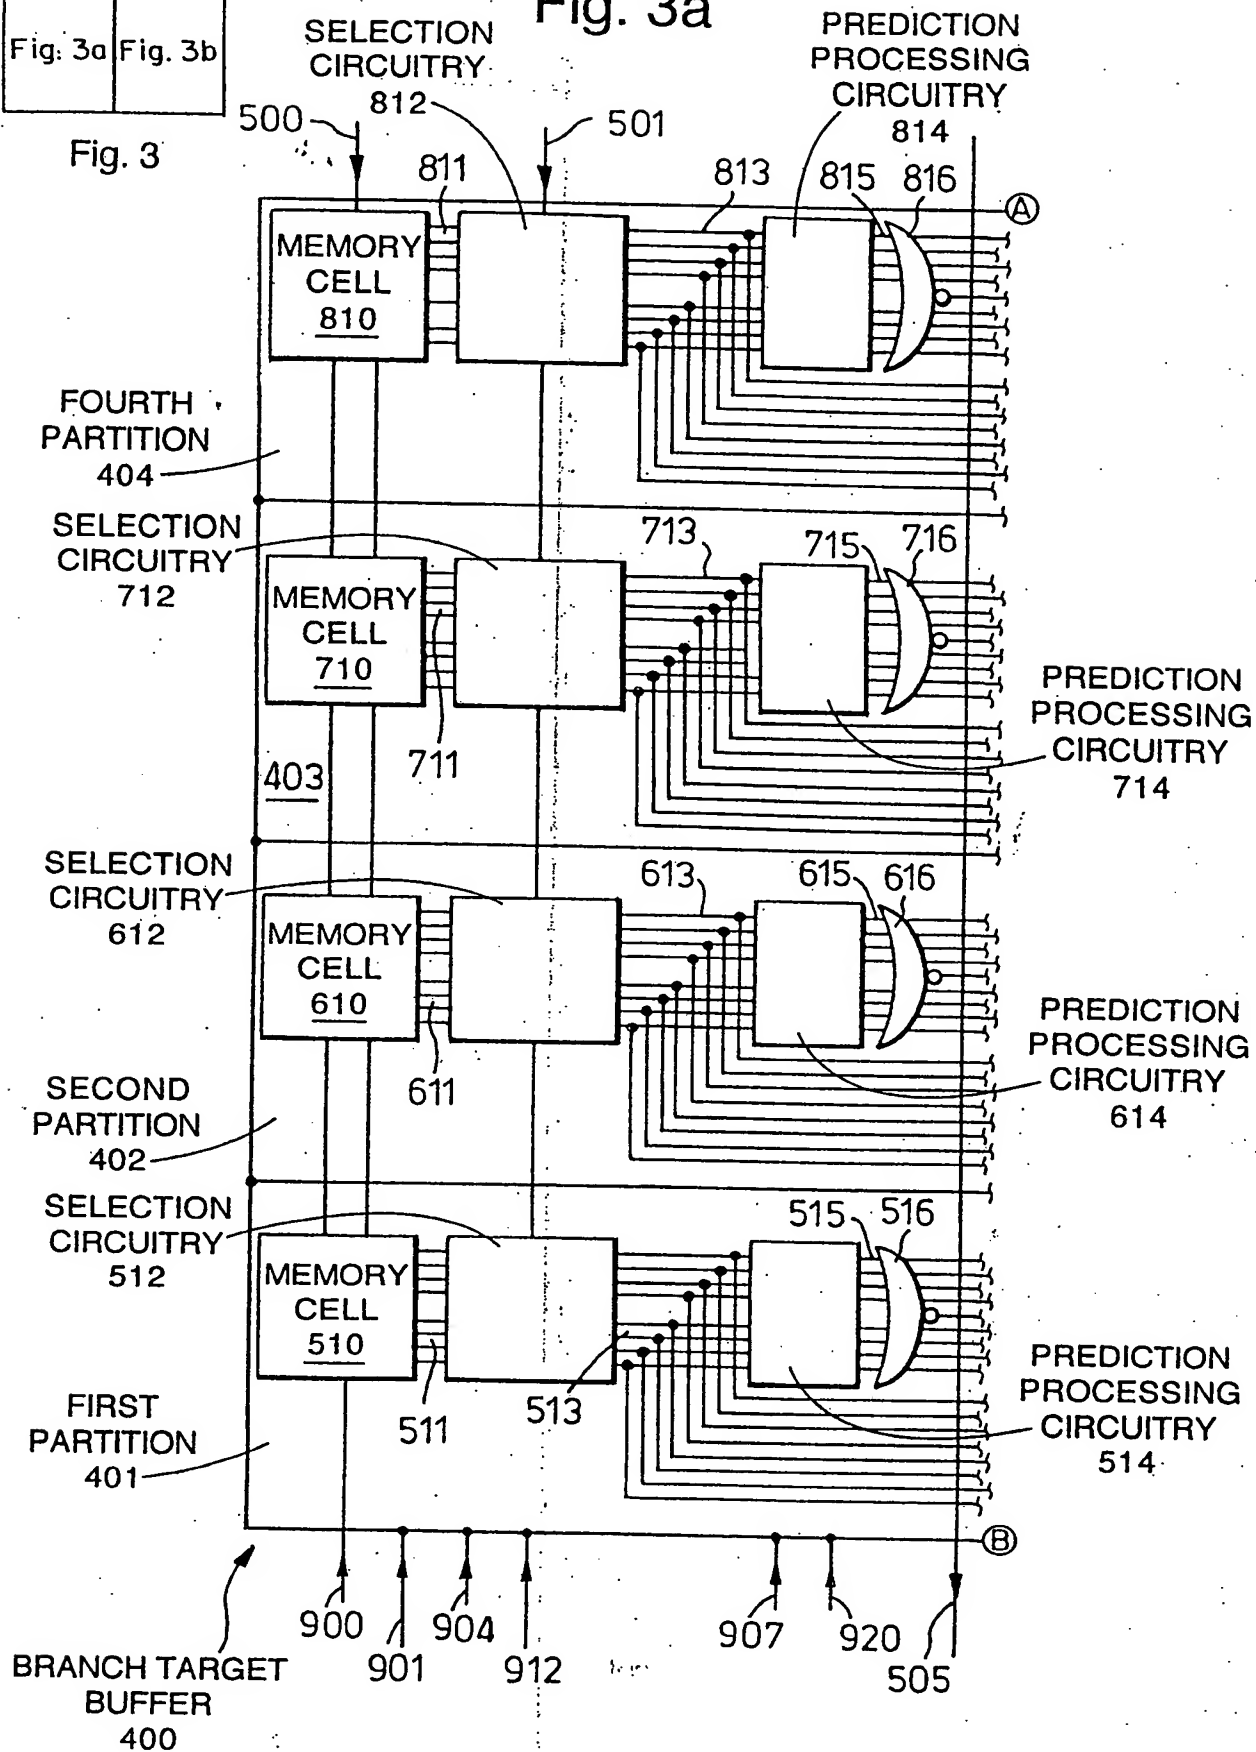 Fig. 3a
Fig. 3a Fig. 3b
Fig. 3
SELECTION
CIRCUITRY
812
PREDICTION
PROCESSING
CIRCUITRY
814
500
501
811
813
815
816
A
MEMORY
CELL
810
FOURTH
PARTITION
404
SELECTION
CIRCUITRY
712
713
715
716
MEMORY
CELL
710
711
PREDICTION
PROCESSING
CIRCUITRY
714
403
SELECTION
CIRCUITRY
612
613
615
616
MEMORY
CELL
610
611
PREDICTION
PROCESSING
CIRCUITRY
614
SECOND
PARTITION
402
SELECTION
CIRCUITRY
512
515
516
MEMORY
CELL
510
511
513
PREDICTION
PROCESSING
CIRCUITRY
514
FIRST
PARTITION
401
B
900
901
904
912
907
920
505
BRANCH TARGET
BUFFER
400